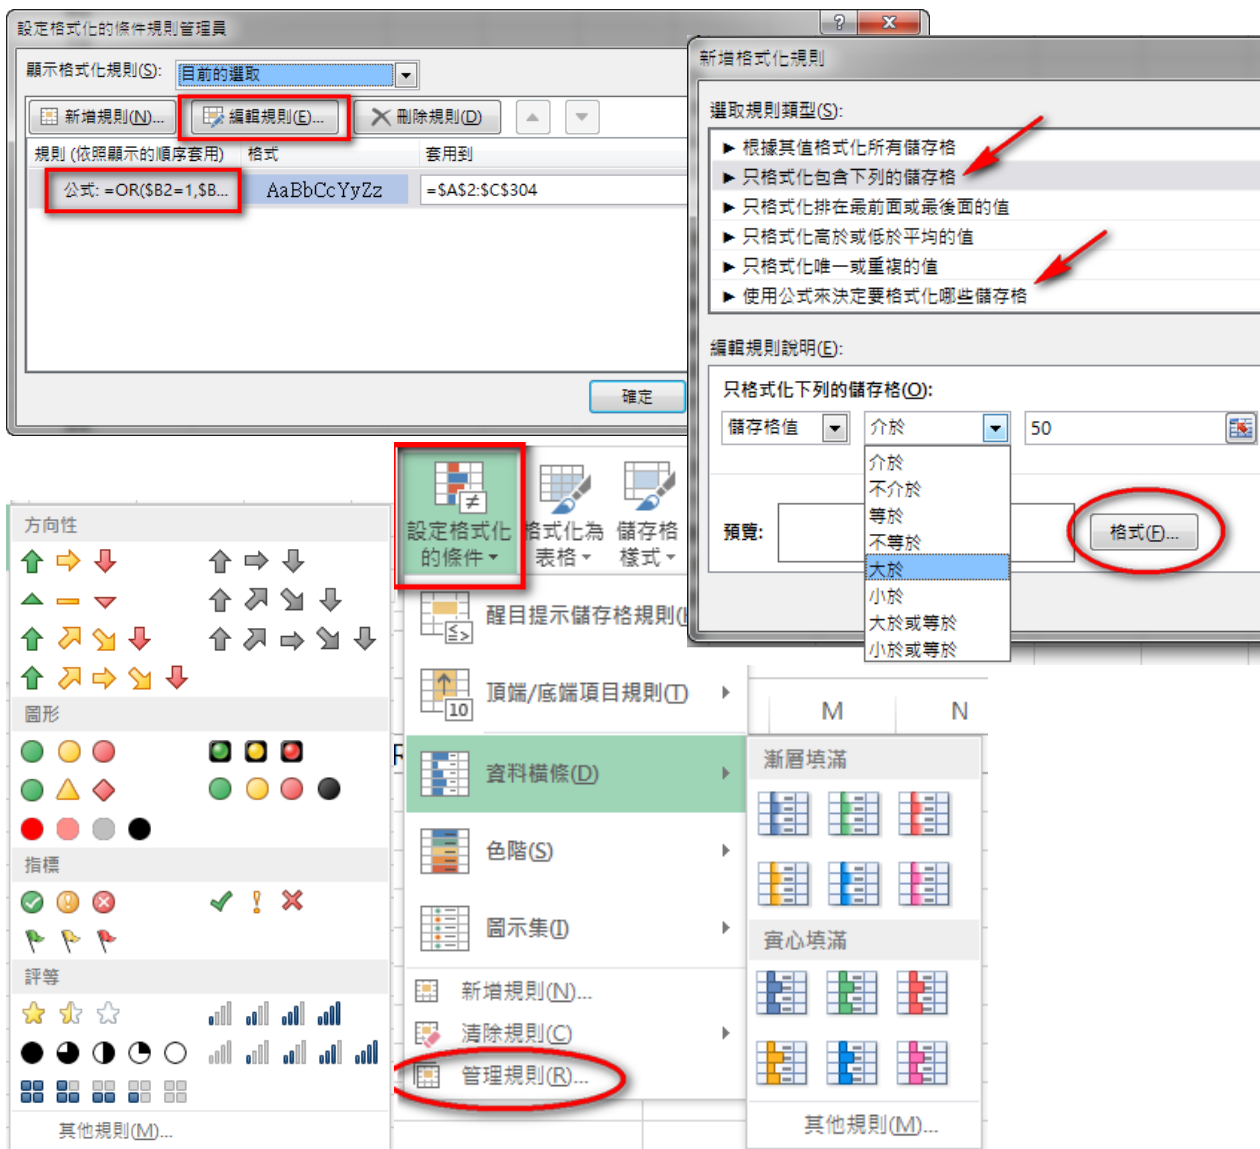 設定格式化的條件規則管理員
顯示格式化規則(S): 目前的選取
新增規則(N)... 編輯規則(E)... 刪除規則(D)
規則 (依照顯示的順序套用) 格式 套用到
公式: =OR($B2=1,$B... AaBbCcYyZz =$A$2:$C$304
確定
新增格式化規則
選取規則類型(S):
► 根據其值格式化所有儲存格
► 只格式化包含下列的儲存格
► 只格式化排在最前面或最後面的值
► 只格式化高於或低於平均的值
► 只格式化唯一或重複的值
► 使用公式來決定要格式化哪些儲存格
編輯規則說明(E):
只格式化下列的儲存格(O):
儲存格值 介於 50
介於
不介於
等於
不等於
大於
小於
大於或等於
小於或等於
預覽: 格式(F)...
方向性
圖形
指標
評等
其他規則(M)...
設定格式化
的條件
格式化為
表格
儲存格
樣式
醒目提示儲存格規則(
頂端/底端項目規則(T)
資料橫條(D)
色階(S)
圖示集(I)
新增規則(N)...
清除規則(C)
管理規則(R)...
M N
漸層填滿
實心填滿
其他規則(M)...